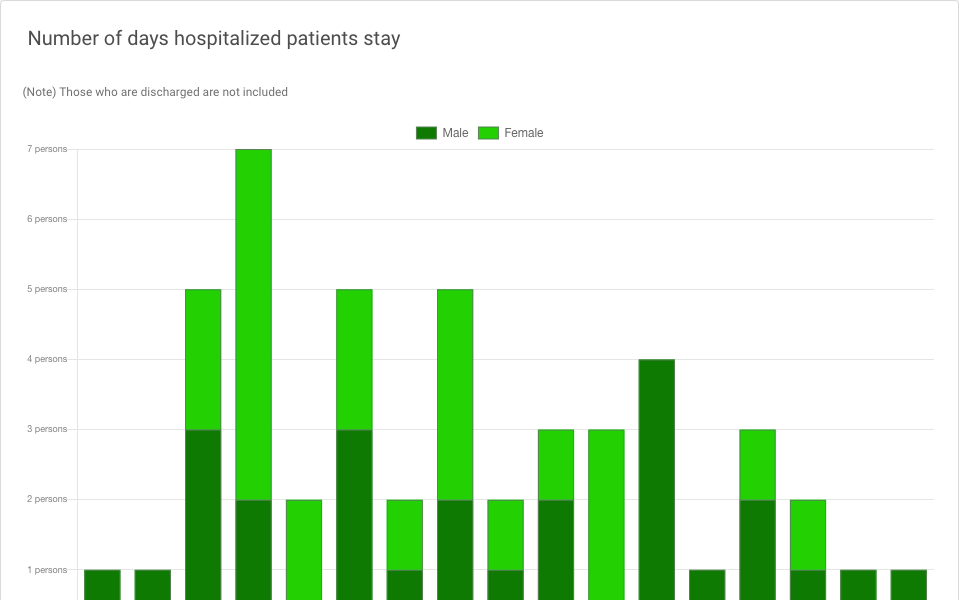 Number of days hospitalized patients stay
(Note) Those who are discharged are not included
Male Female
7 persons
6 persons
5 persons
4 persons
3 persons
2 persons
1 persons